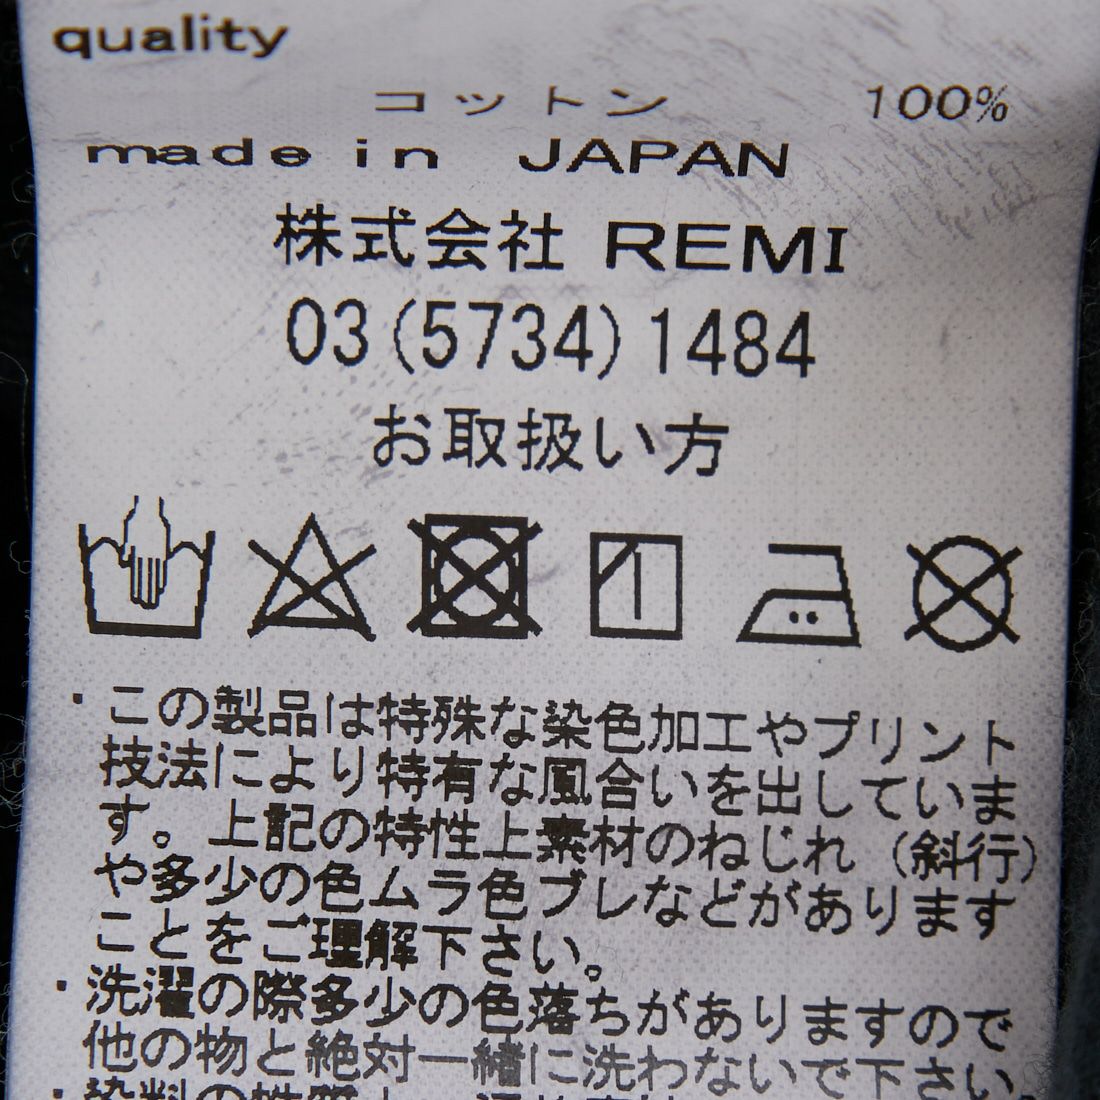 quality
コットン 100%
made in JAPAN
株式会社 REMI
03(5734)1484
お取扱い方
・この製品は特殊な染色加工やプリント
技法により特有な風合いを出していま
す。上記の特性上素材のねじれ(斜行)
や多少の色ムラ色ブレなどがあります
ことをご理解下さい。
・洗濯の際多少の色落ちがありますので
他の物と絶対一緒に洗わないで下さい。